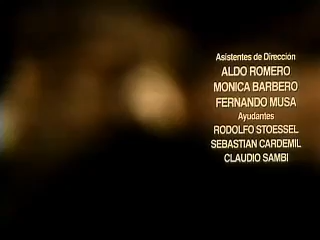 Asistentes de Dirección
ALDO ROMERO
MONICA BARBERO
FERNANDO MUSA
Ayudantes
RODOLFO STOESSEL
SEBASTIAN CARDEMIL
CLAUDIO SAMBI